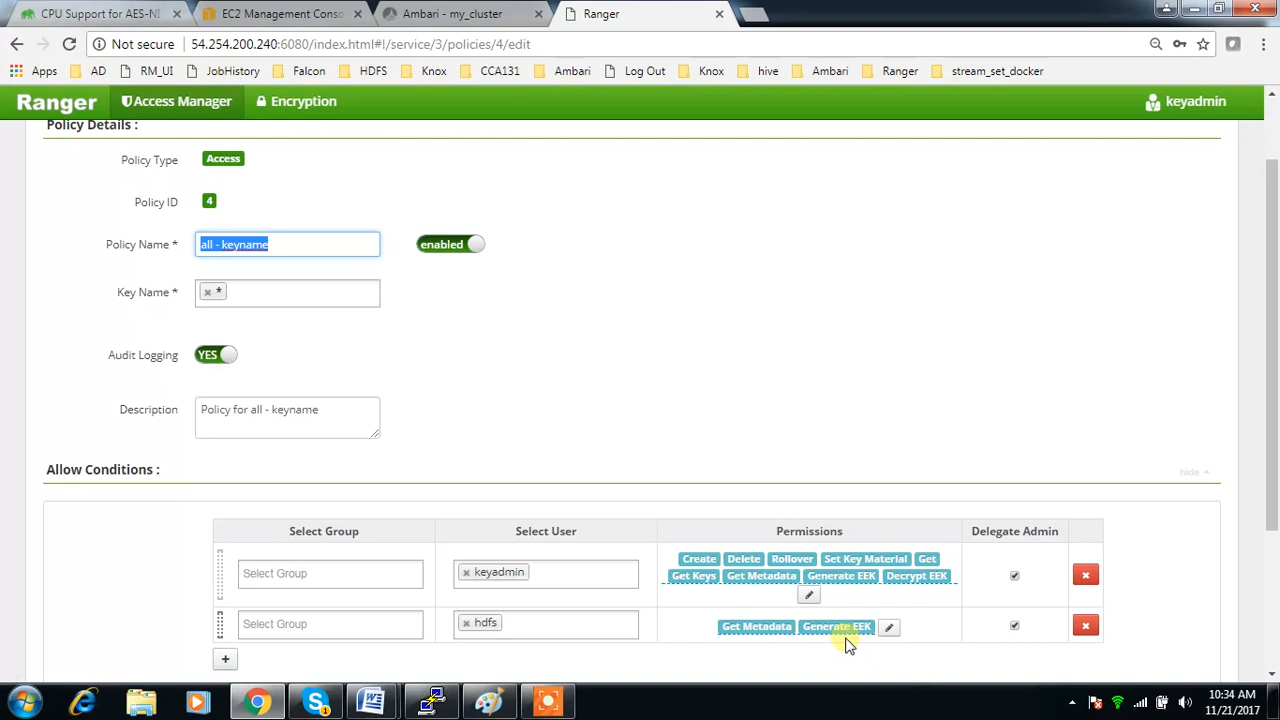 CPU Support for AES-NI
EC2 Management Conso
Ambari - my_cluster
Ranger
Not secure 54.254.200.240:6080/index.html#!/service/3/policies/4/edit
Apps AD RM_UI JobHistory Falcon HDFS Knox CCA131 Ambari Log Out Knox hive Ambari Ranger stream_set_docker
Ranger Access Manager Encryption keyadmin
Policy Details :
Policy Type Access
Policy ID 4
Policy Name * all - keyname enabled
Key Name * *
Audit Logging YES
Description Policy for all - keyname
Allow Conditions :
hide
Select Group Select User Permissions Delegate Admin
Select Group keyadmin Create Delete Rollover Set Key Material Get
Get Keys Get Metadata Generate EEK Decrypt EEK
Select Group hdfs Get Metadata Generate EEK
+
10:34 AM
11/21/2017